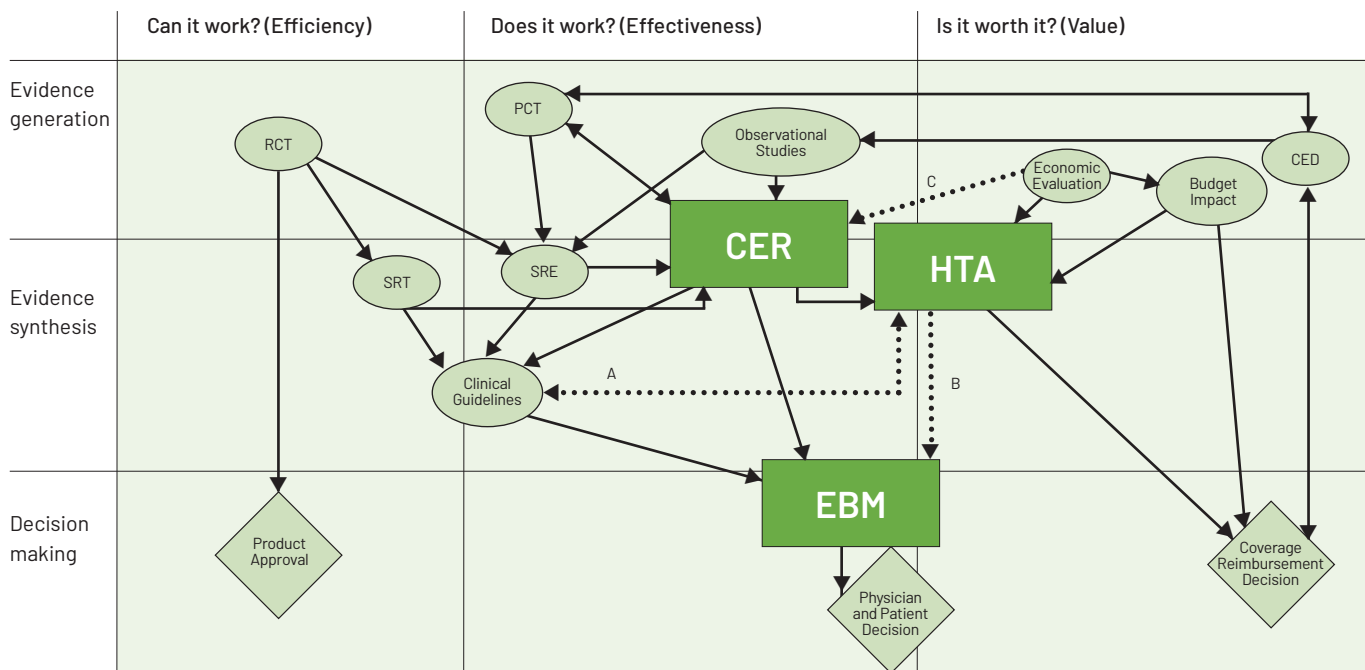 Can it work? (Efficiency)
Does it work? (Effectiveness)
Is it worth it? (Value)
Evidence
generation
PCT
RCT
Observational
Studies
CED
C
Economic
Evaluation
Budget
Impact
CER
HTA
Evidence
synthesis
SRT
SRE
Clinical
Guidelines
A
B
Decision
making
EBM
Product
Approval
Physician
and Patient
Decision
Coverage
Reimbursement
Decision